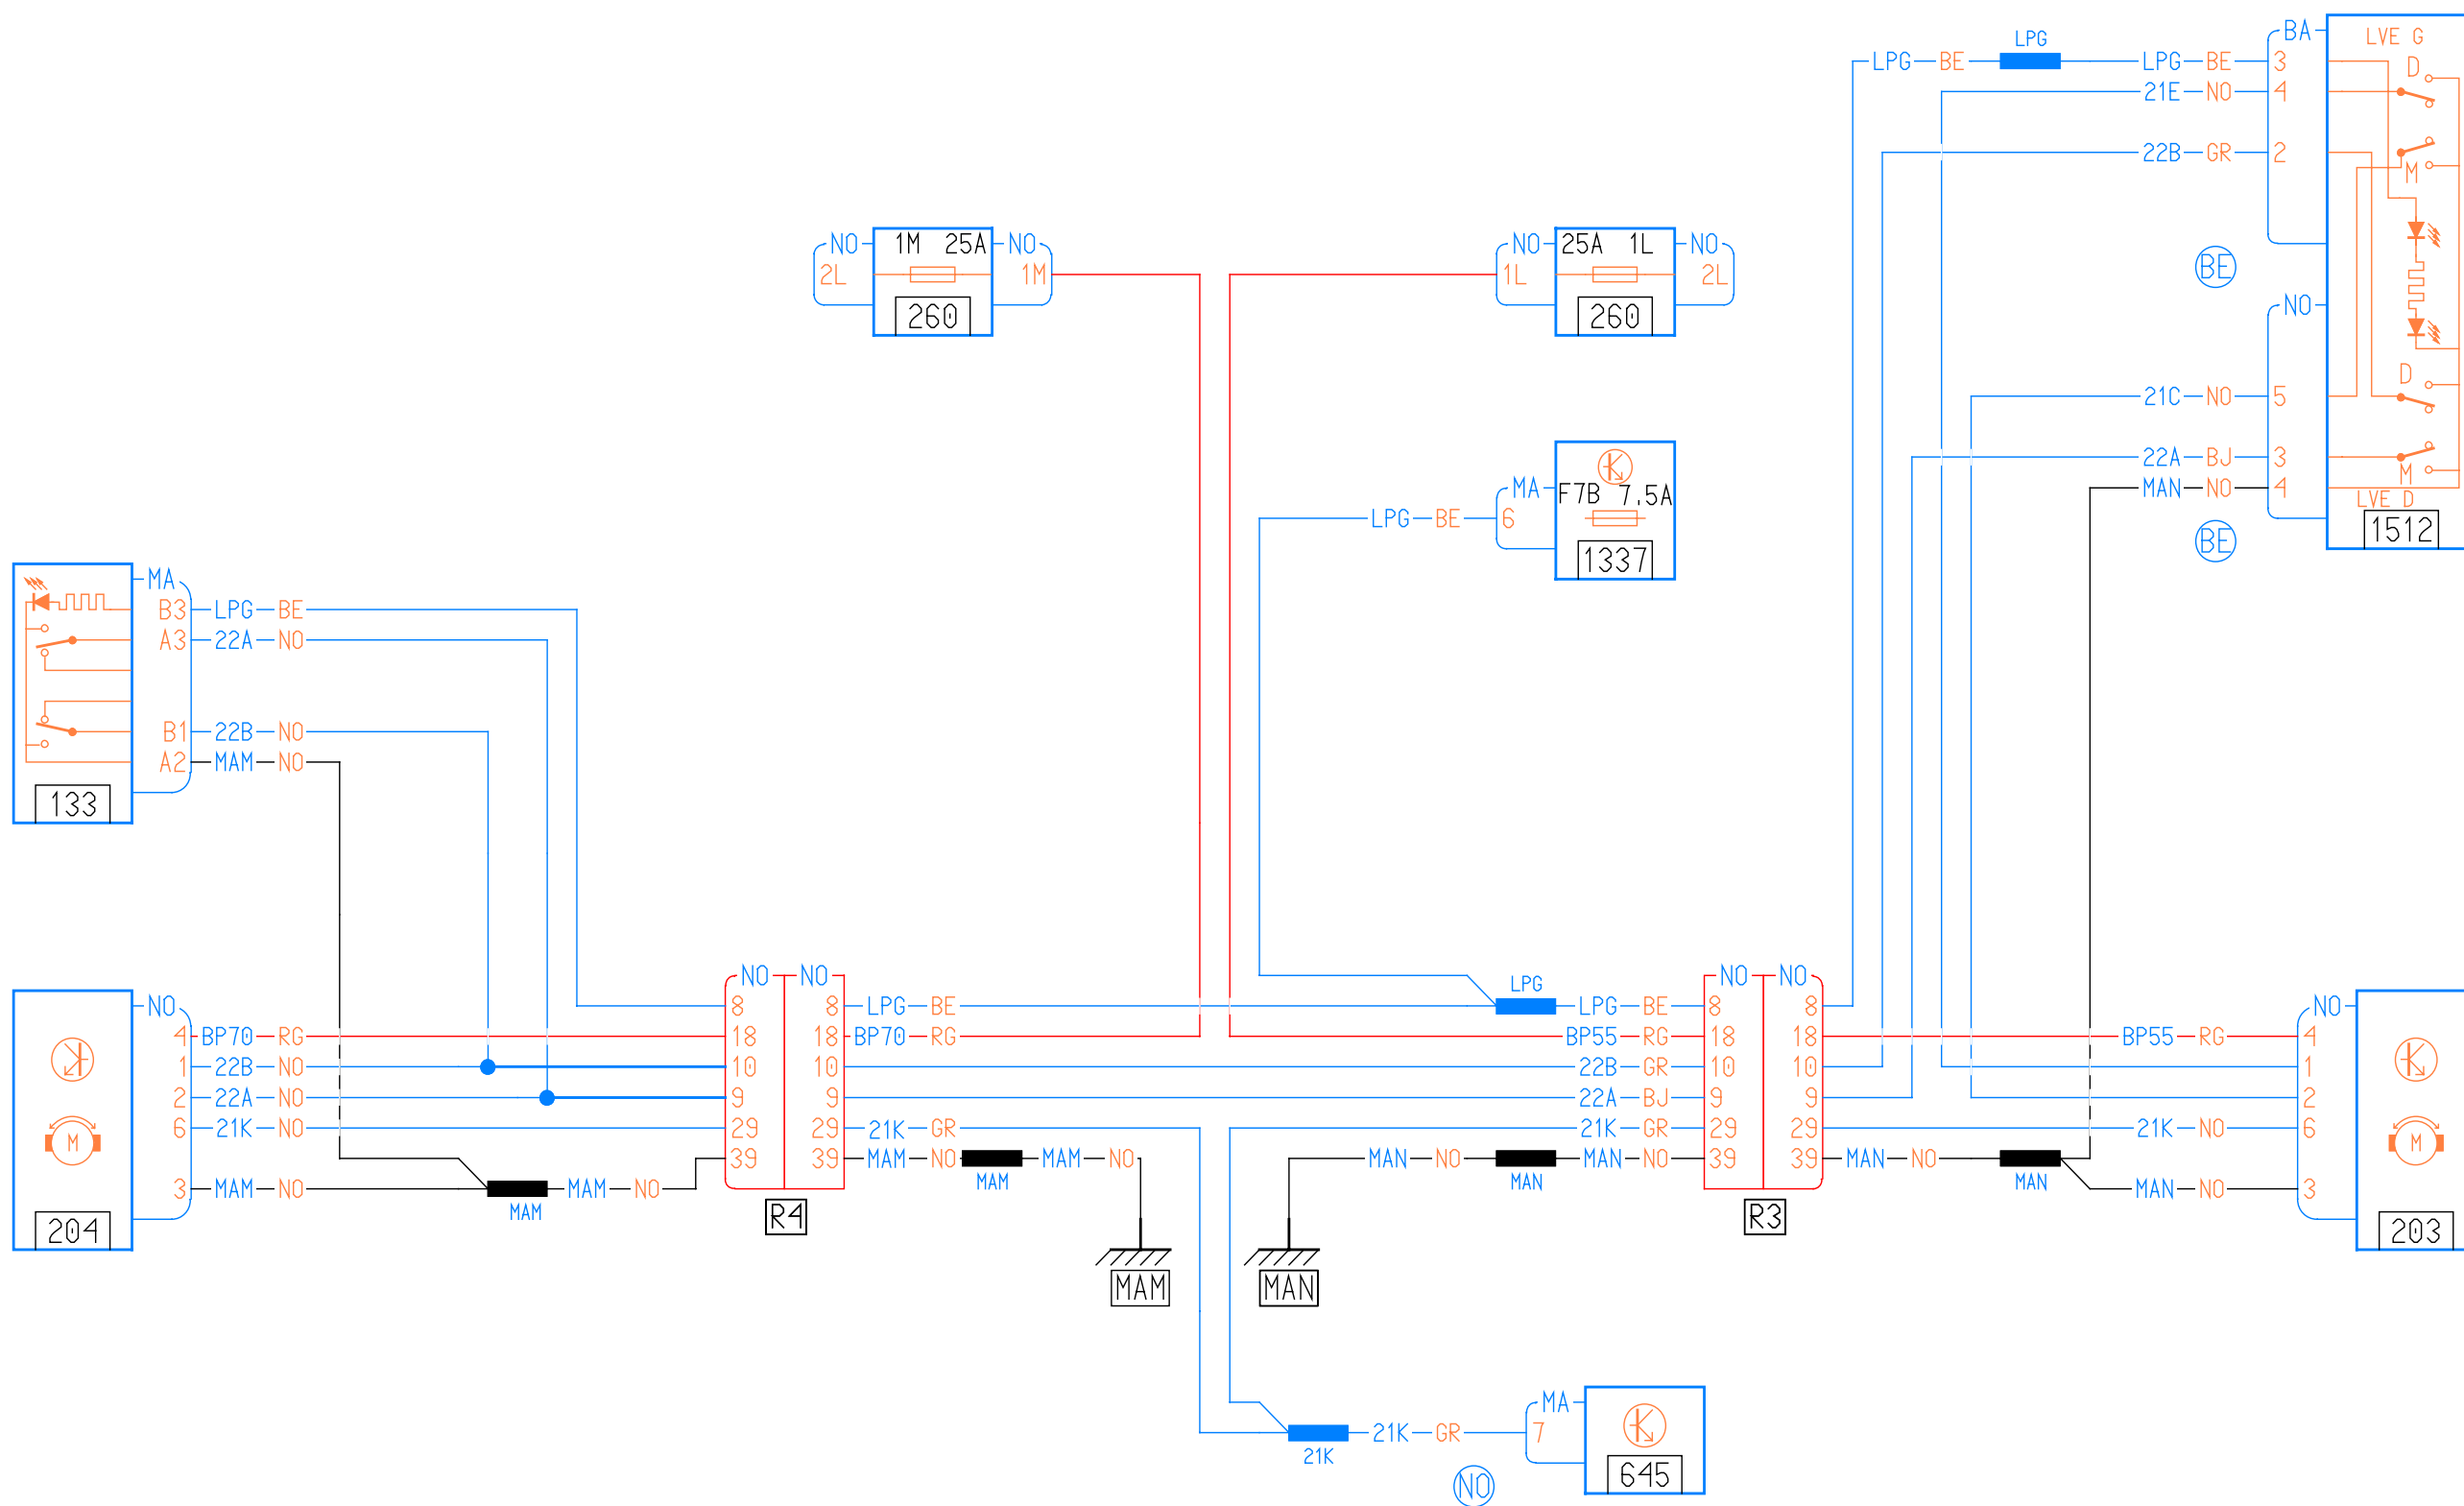 LPG
BA
LVE G
LPG BE
LPG BE 3
D
21E NO 4
22B GR 2
M
NO 1M 25A NO
NO 25A 1L NO
2L 1M
1L 2L
260
260
BE
NO
D
21C NO 5
22A BJ 3
M
MAN NO 4
LVE D
1512
BE
MA
F7B 7.5A
LPG BE 6
1337
MA
B3 LPG BE
A3 22A NO
B1 22B NO
A2 MAM NO
133
NO NO
LPG
NO NO
NO
NO
8 8 LPG BE
LPG BE 8 8
4 BP70 RG
18 18 BP70 RG
BP55 RG 18 18
BP55 RG 4
1 22B NO
10 10
22B GR 10 10
1
2 22A NO
9 9
22A BJ 9 9
2
6 21K NO
29 29 21K GR
21K GR 29 29
21K NO 6
M
M
39 39 MAM NO MAM NO
MAN NO MAN NO 39 39 MAN NO
MAM
MAN
MAN
3 MAM NO MAM NO
MAN NO 3
MAM
R4
R3
204
203
MAM
MAN
MA
21K GR 7
21K
645
NO